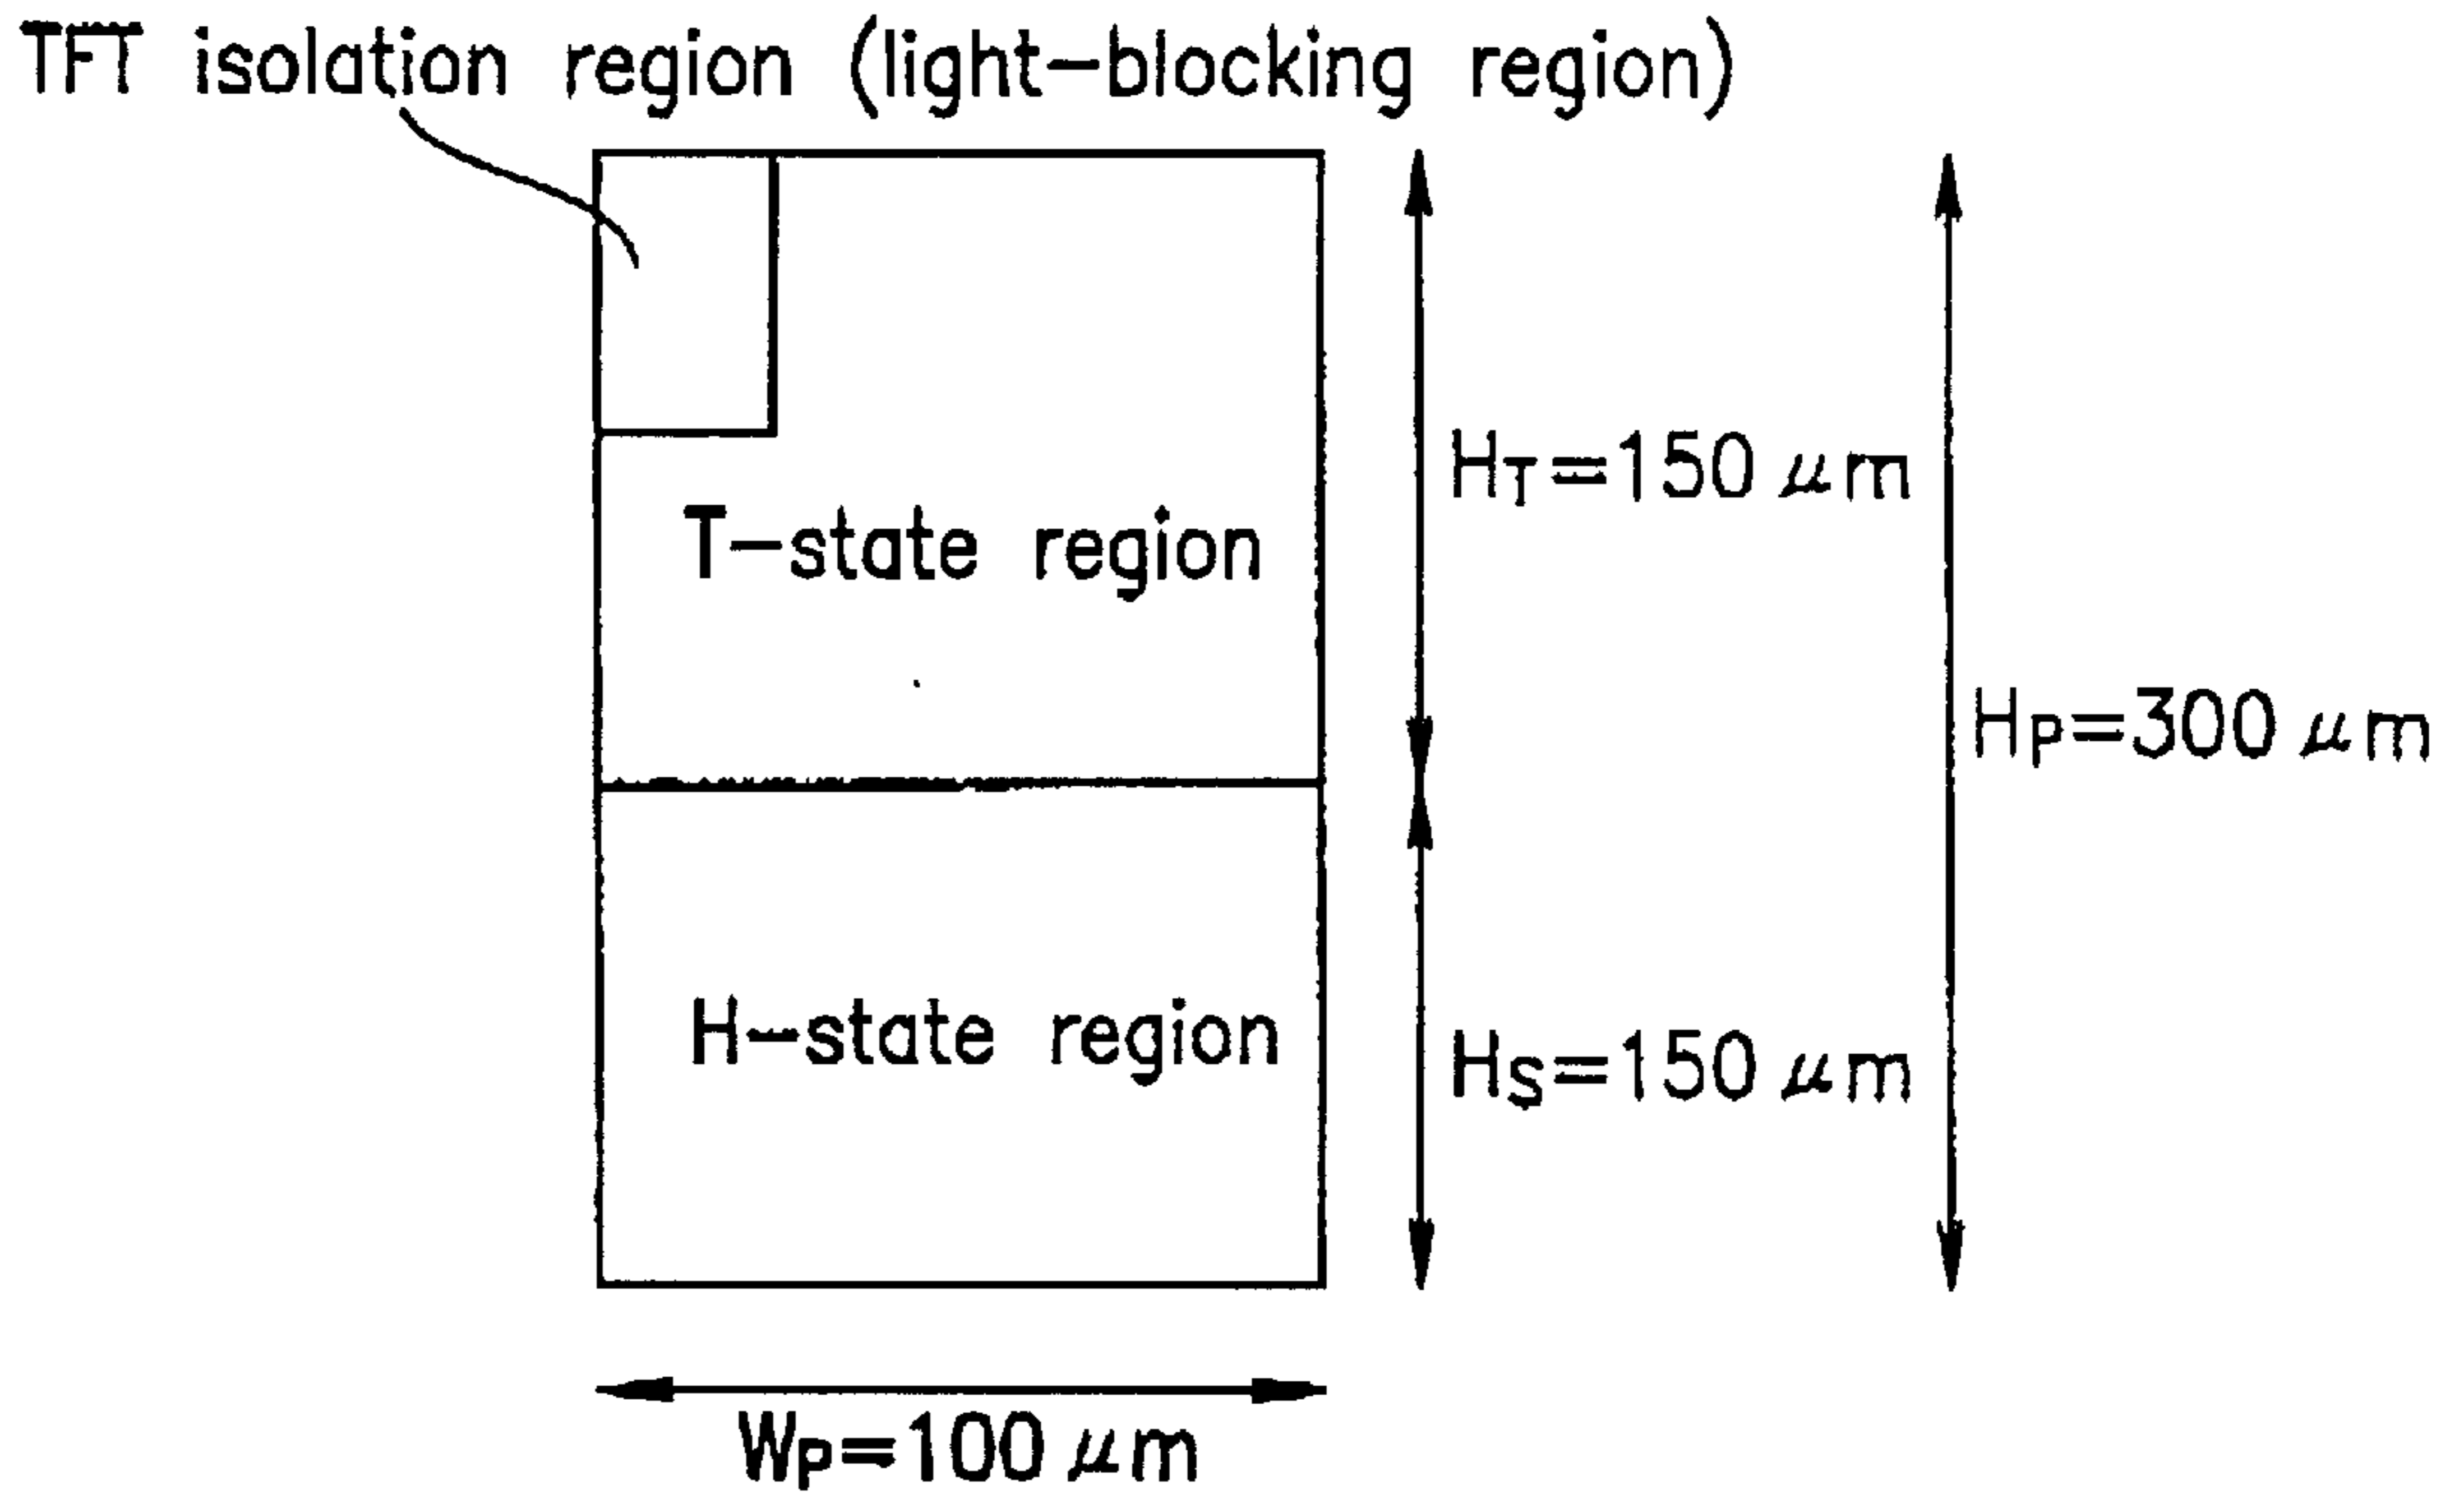 TFT isolation region (light-blocking region)
HT=150 μm
T-state region
HP=300 μm
H-state region
HS=150 μm
WP=100 μm